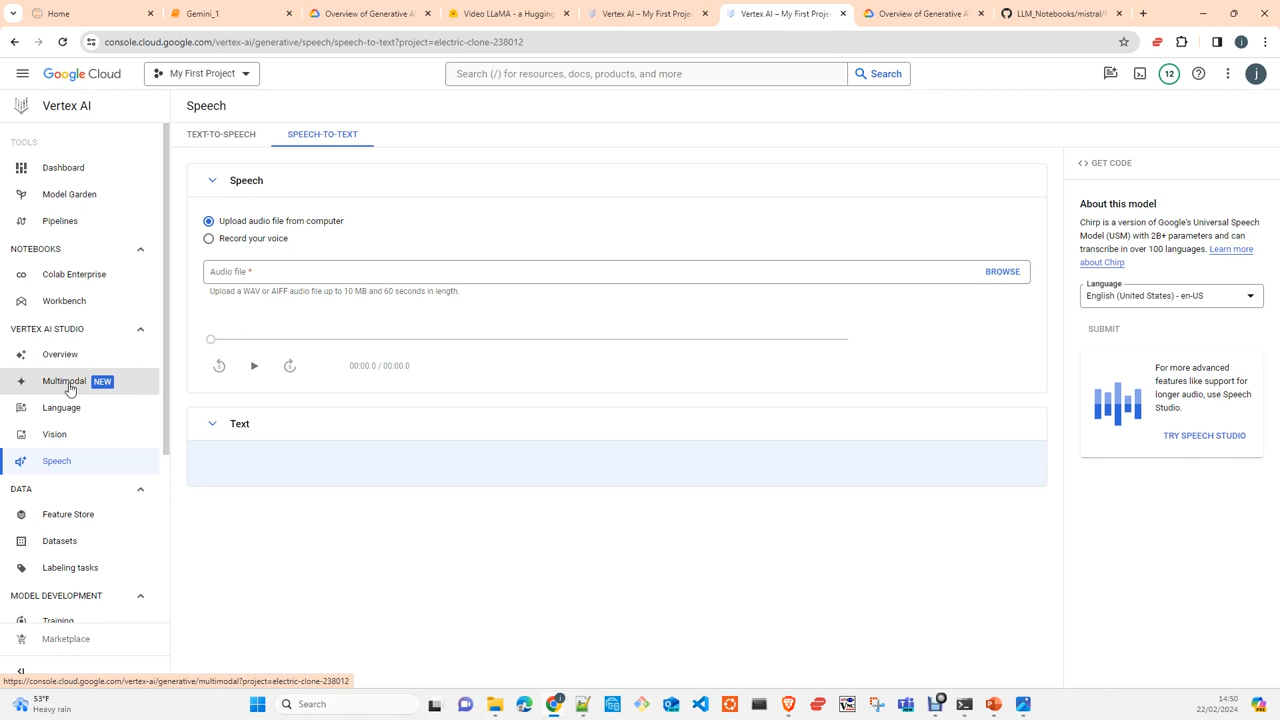 Home
Gemini_1
Overview of Generative AI
Video LLaMA - a Hugging
Vertex AI – My First Projec
Vertex AI – My First Projec
Overview of Generative AI
LLM_Notebooks/mistral/
console.cloud.google.com/vertex-ai/generative/speech/speech-to-text?project=electric-clone-238012
Google Cloud
My First Project
Search (/) for resources, docs, products, and more
Search
12
j
Vertex AI
Speech
TOOLS
TEXT-TO-SPEECH
SPEECH-TO-TEXT
Dashboard
Model Garden
Pipelines
NOTEBOOKS
Colab Enterprise
Workbench
VERTEX AI STUDIO
Overview
Multimodal NEW
Language
Vision
Speech
DATA
Feature Store
Datasets
Labeling tasks
MODEL DEVELOPMENT
Training
Marketplace
Speech
Upload audio file from computer
Record your voice
Audio file *
BROWSE
Upload a WAV or AIFF audio file up to 10 MB and 60 seconds in length.
00:00.0 / 00:00.0
Text
<> GET CODE
About this model
Chirp is a version of Google's Universal Speech
Model (USM) with 2B+ parameters and can
transcribe in over 100 languages. Learn more
about Chirp
Language
English (United States) - en-US
SUBMIT
For more advanced
features like support for
longer audio, use Speech
Studio.
TRY SPEECH STUDIO
https://console.cloud.google.com/vertex-ai/generative/multimodal?project=electric-clone-238012
53°F
Heavy rain
Search
14:50
22/02/2024